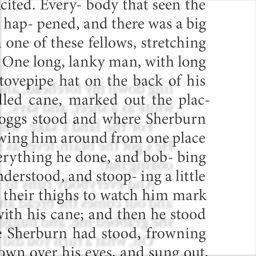 cited. Every- body that seen the
hap- pened, and there was a big
one of these fellows, stretching
One long, lanky man, with long
tovepipe hat on the back of his
lled cane, marked out the plac-
oggs stood and where Sherburn
wing him around from one place
erything he done, and bob- bing
nderstood, and stoop- ing a little
their thighs to watch him mark
with his cane; and then he stood
Sherburn had stood, frowning
own over his eyes, and sung out,